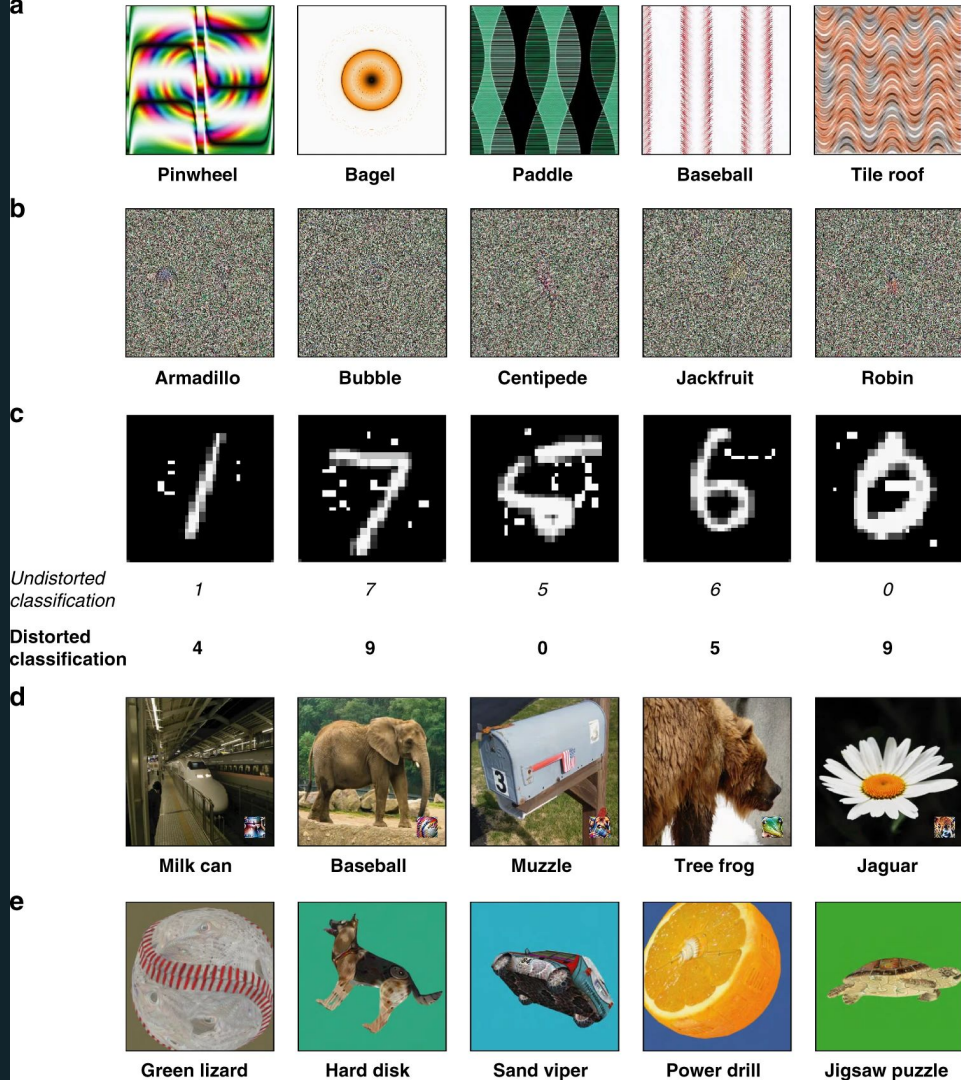 a
Pinwheel Bagel Paddle Baseball Tile roof
b
Armadillo Bubble Centipede Jackfruit Robin
c
Undistorted
classification 1 7 5 6 0
Distorted
classification 4 9 0 5 9
d
3
Milk can Baseball Muzzle Tree frog Jaguar
e
Green lizard Hard disk Sand viper Power drill Jigsaw puzzle